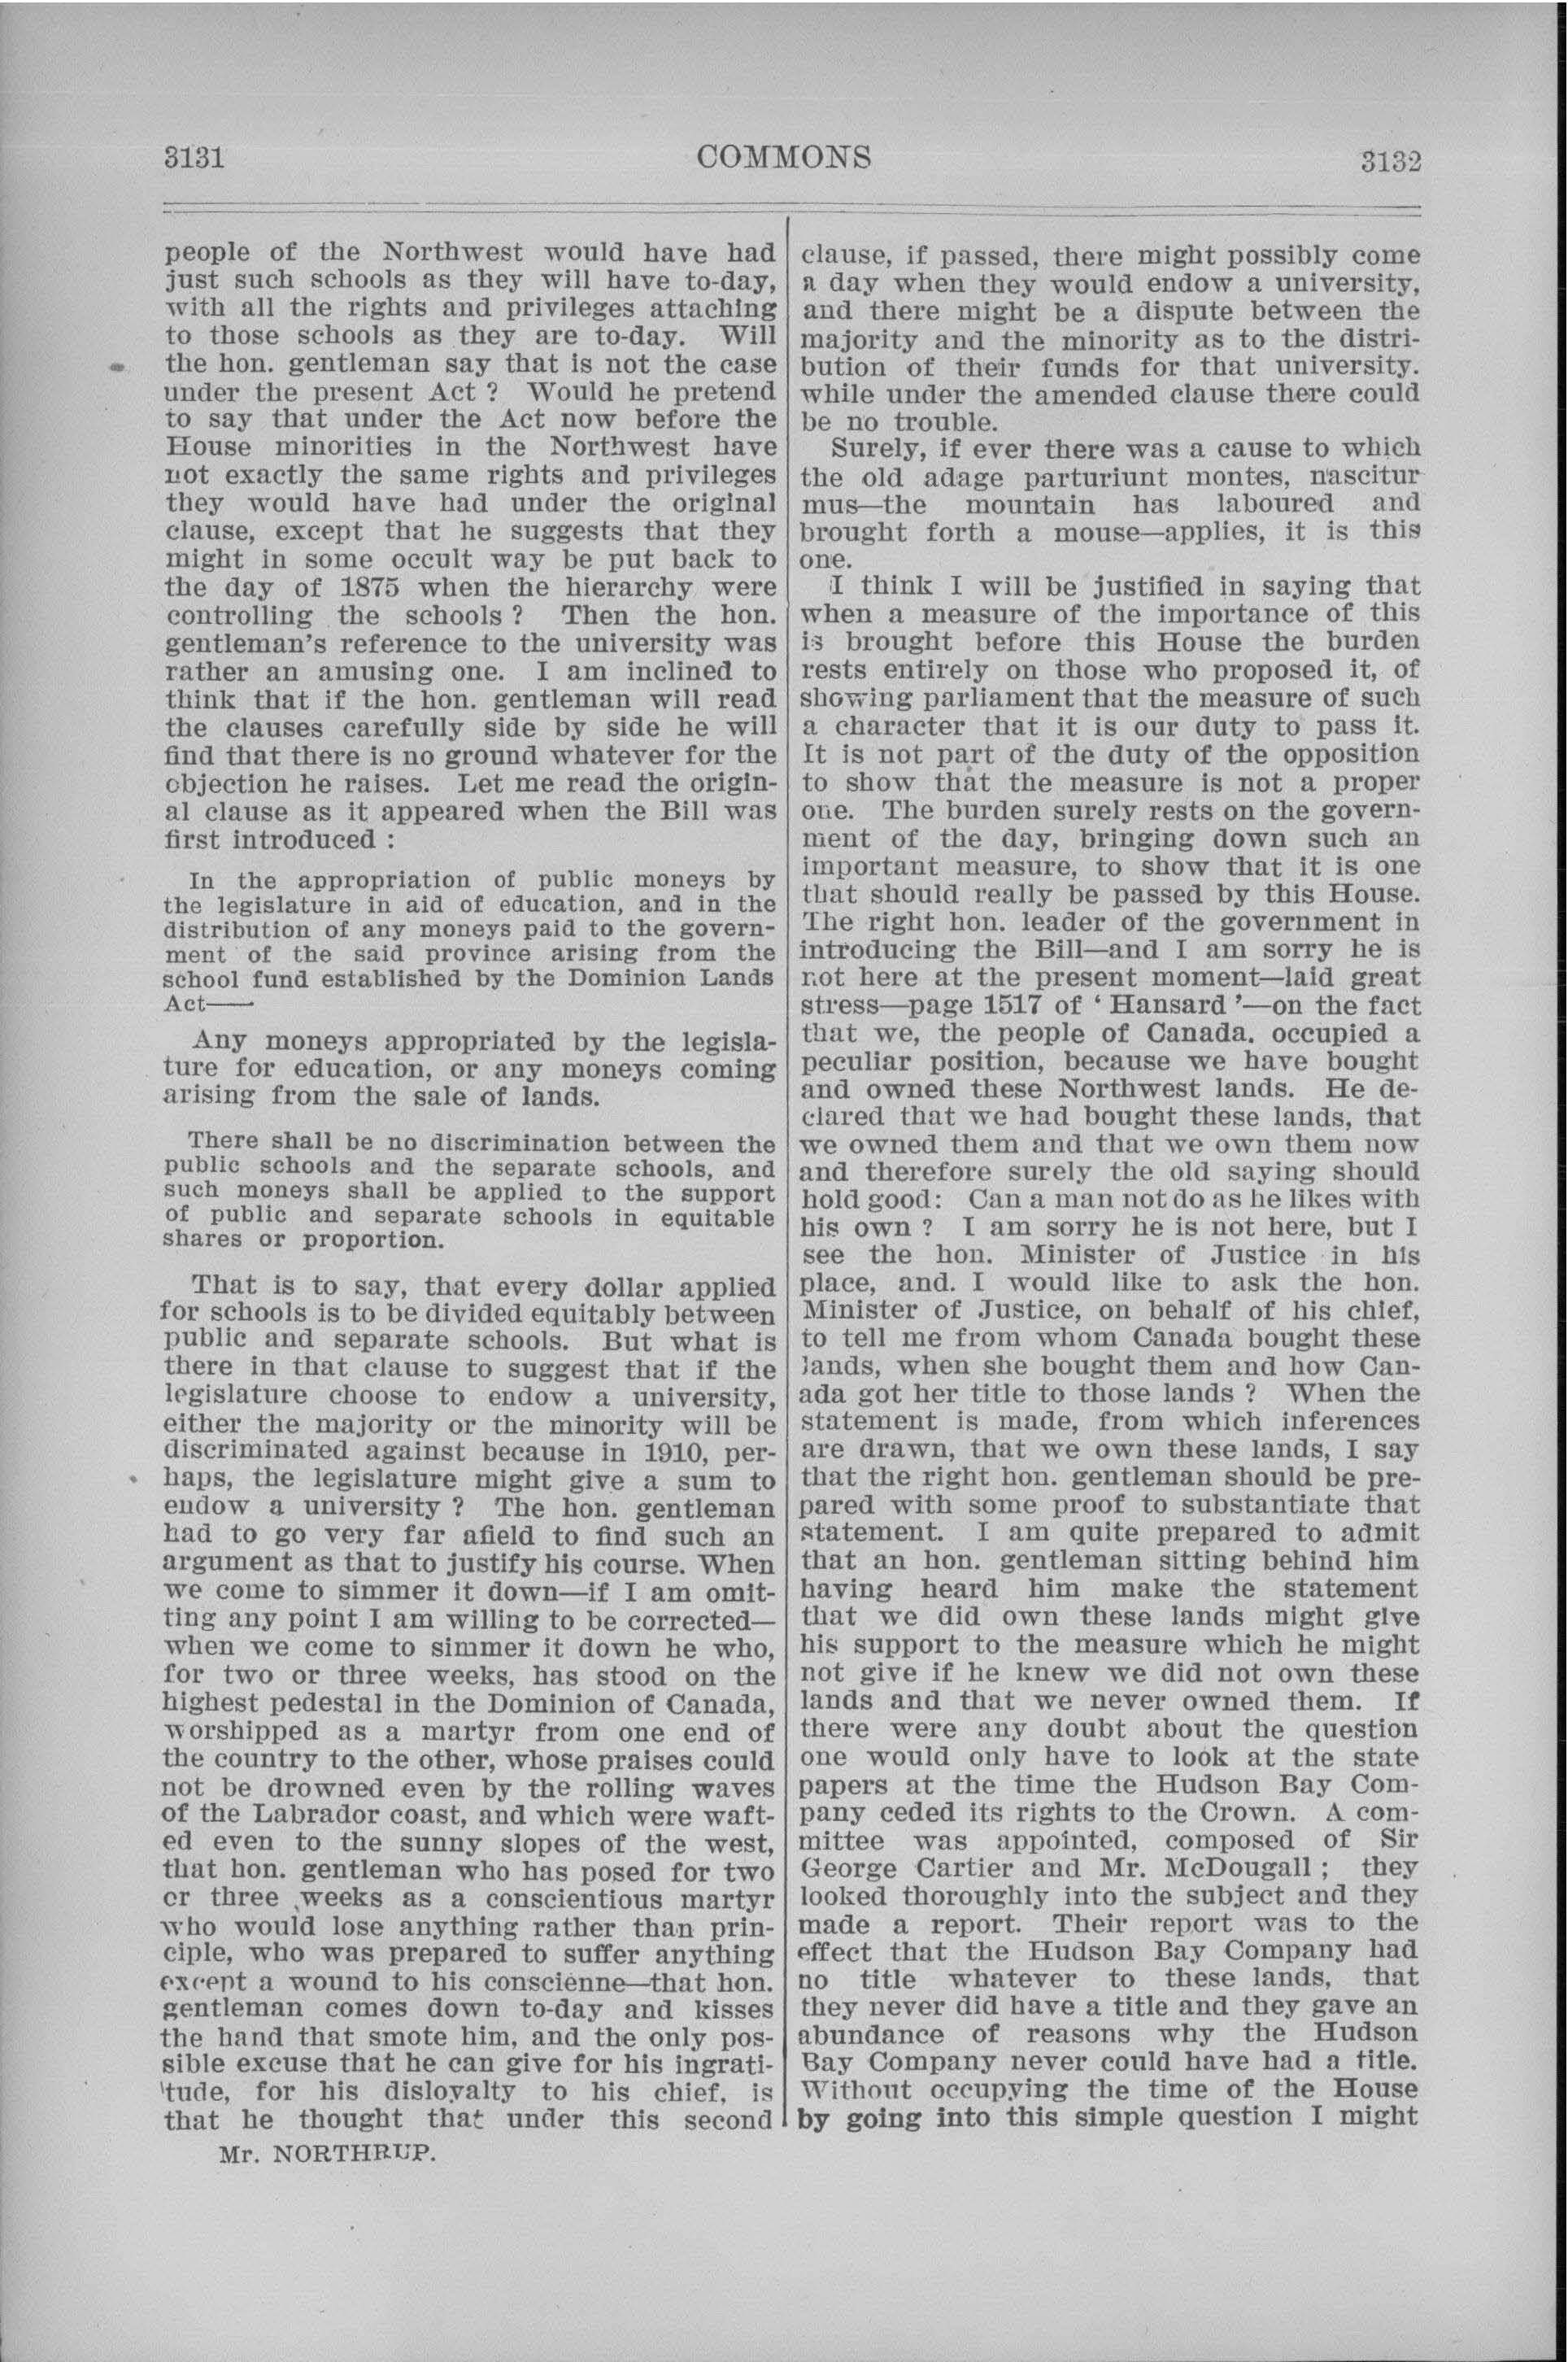 3131
COMMONS
3132
people of the Northwest would have had
just such schools as they will have to-day,
with all the rights and privileges attaching
to those schools as they are to-day. Will
the hon. gentleman say that is not the case
under the present Act ? Would he pretend
to say that under the Act now before the
House minorities in the Northwest have
not exactly the same rights and privileges
they would have had under the original
clause, except that he suggests that they
might in some occult way be put back to
the day of 1875 when the hierarchy were
controlling the schools ? Then the hon.
gentleman's reference to the university was
rather an amusing one. I am inclined to
think that if the hon. gentleman will read
the clauses carefully side by side he will
find that there is no ground whatever for the
objection he raises. Let me read the origin-
al clause as it appeared when the Bill was
first introduced :
In the appropriation of public moneys by
the legislature in aid of education, and in the
distribution of any moneys paid to the govern-
ment of the said province arising from the
school fund established by the Dominion Lands
Act——
Any moneys appropriated by the legisla-
ture for education, or any moneys coming
arising from the sale of lands.
There shall be no discrimination between the
public schools and the separate schools, and
such moneys shall be applied to the support
of public and separate schools in equitable
shares or proportion.
That is to say, that every dollar applied
for schools is to be divided equitably between
public and separate schools. But what is
there in that clause to suggest that if the
legislature choose to endow a university,
either the majority or the minority will be
discriminated against because in 1910, per-
haps, the legislature might give a sum to
endow a university ? The hon. gentleman
had to go very far afield to find such an
argument as that to justify his course. When
we come to simmer it down—if I am omit-
ting any point I am willing to be corrected—
when we come to simmer it down he who,
for two or three weeks, has stood on the
highest pedestal in the Dominion of Canada,
worshipped as a martyr from one end of
the country to the other, whose praises could
not be drowned even by the rolling waves
of the Labrador coast, and which were waft-
ed even to the sunny slopes of the west,
that hon. gentleman who has posed for two
or three weeks as a conscientious martyr
who would lose anything rather than prin-
ciple, who was prepared to suffer anything
except a wound to his conscienne—that hon.
gentleman comes down to-day and kisses
the hand that smote him, and the only pos-
sible excuse that he can give for his ingrati-
tude, for his disloyalty to his chief, is
that he thought that under this second
Mr. NORTHRUP.
clause, if passed, there might possibly come
a day when they would endow a university,
and there might be a dispute between the
majority and the minority as to the distri-
bution of their funds for that university.
while under the amended clause there could
be no trouble.
Surely, if ever there was a cause to which
the old adage parturiunt montes, nascitur
mus—the mountain has laboured and
brought forth a mouse—applies, it is this
one.
I think I will be justified in saying that
when a measure of the importance of this
is brought before this House the burden
rests entirely on those who proposed it, of
showing parliament that the measure of such
a character that it is our duty to pass it.
It is not part of the duty of the opposition
to show that the measure is not a proper
one. The burden surely rests on the govern-
ment of the day, bringing down such an
important measure, to show that it is one
that should really be passed by this House.
The right hon. leader of the government in
introducing the Bill—and I am sorry he is
not here at the present moment—laid great
stress—page 1517 of ' Hansard '—on the fact
that we, the people of Canada, occupied a
peculiar position, because we have bought
and owned these Northwest lands. He de-
clared that we had bought these lands, that
we owned them and that we own them now
and therefore surely the old saying should
hold good: Can a man not do as he likes with
his own ? I am sorry he is not here, but I
see the hon. Minister of Justice in his
place, and. I would like to ask the hon.
Minister of Justice, on behalf of his chief,
to tell me from whom Canada bought these
lands, when she bought them and how Can-
ada got her title to those lands ? When the
statement is made, from which inferences
are drawn, that we own these lands, I say
that the right hon. gentleman should be pre-
pared with some proof to substantiate that
statement. I am quite prepared to admit
that an hon. gentleman sitting behind him
having heard him make the statement
that we did own these lands might give
his support to the measure which he might
not give if he knew we did not own these
lands and that we never owned them. If
there were any doubt about the question
one would only have to look at the state
papers at the time the Hudson Bay Com-
pany ceded its rights to the Crown. A com-
mittee was appointed, composed of Sir
George Cartier and Mr. McDougall ; they
looked thoroughly into the subject and they
made a report. Their report was to the
effect that the Hudson Bay Company had
no title whatever to these lands, that
they never did have a title and they gave an
abundance of reasons why the Hudson
Bay Company never could have had a title.
Without occupying the time of the House
by going into this simple question I might